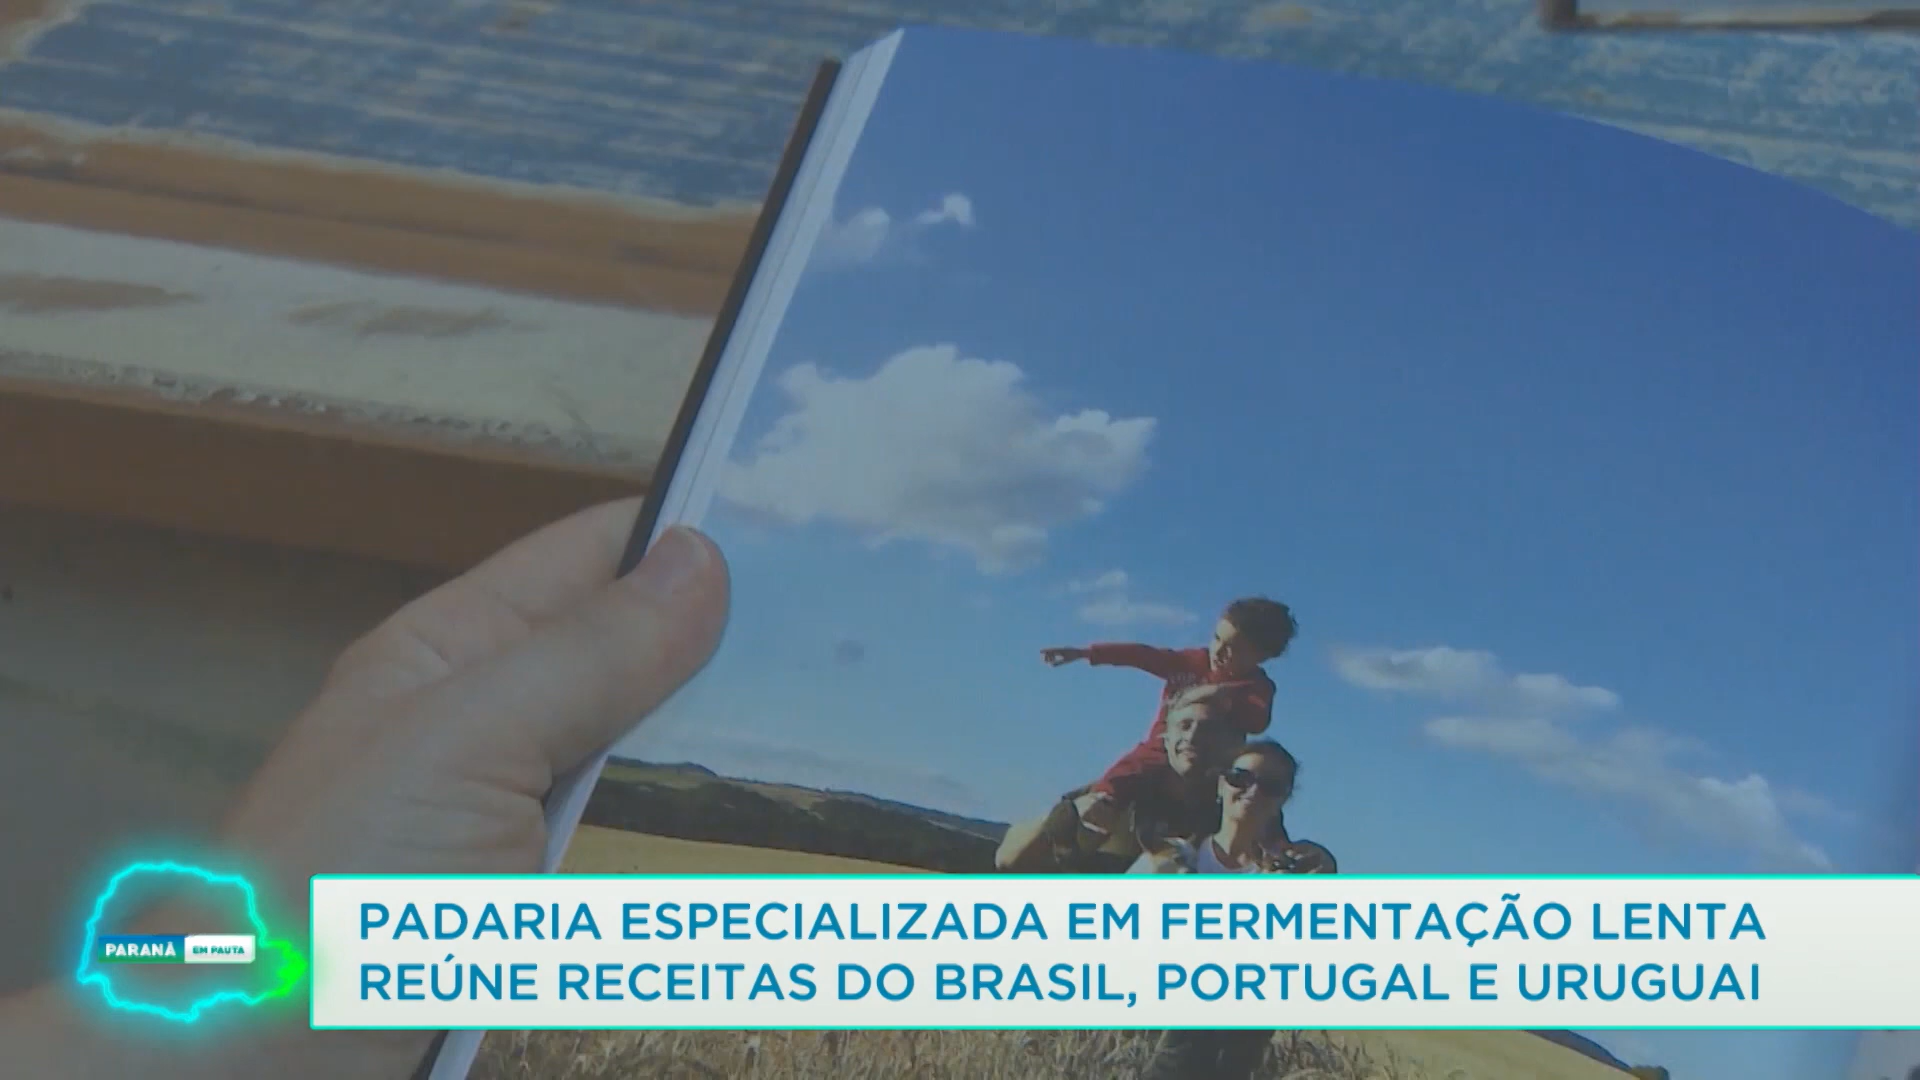 PADARIA ESPECIALIZADA EM FERMENTAÇÃO LENTA
REÚNE RECEITAS DO BRASIL, PORTUGAL E URUGUAI
PARANÁ EM PAUTA